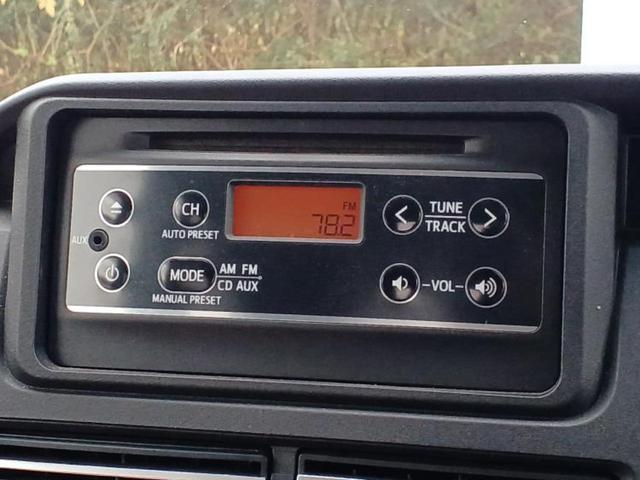 CH
AUTO PRESET
AUX
MODE
AM FM
CD AUX
MANUAL PRESET
FM
78.2
TUNE
TRACK
-VOL-